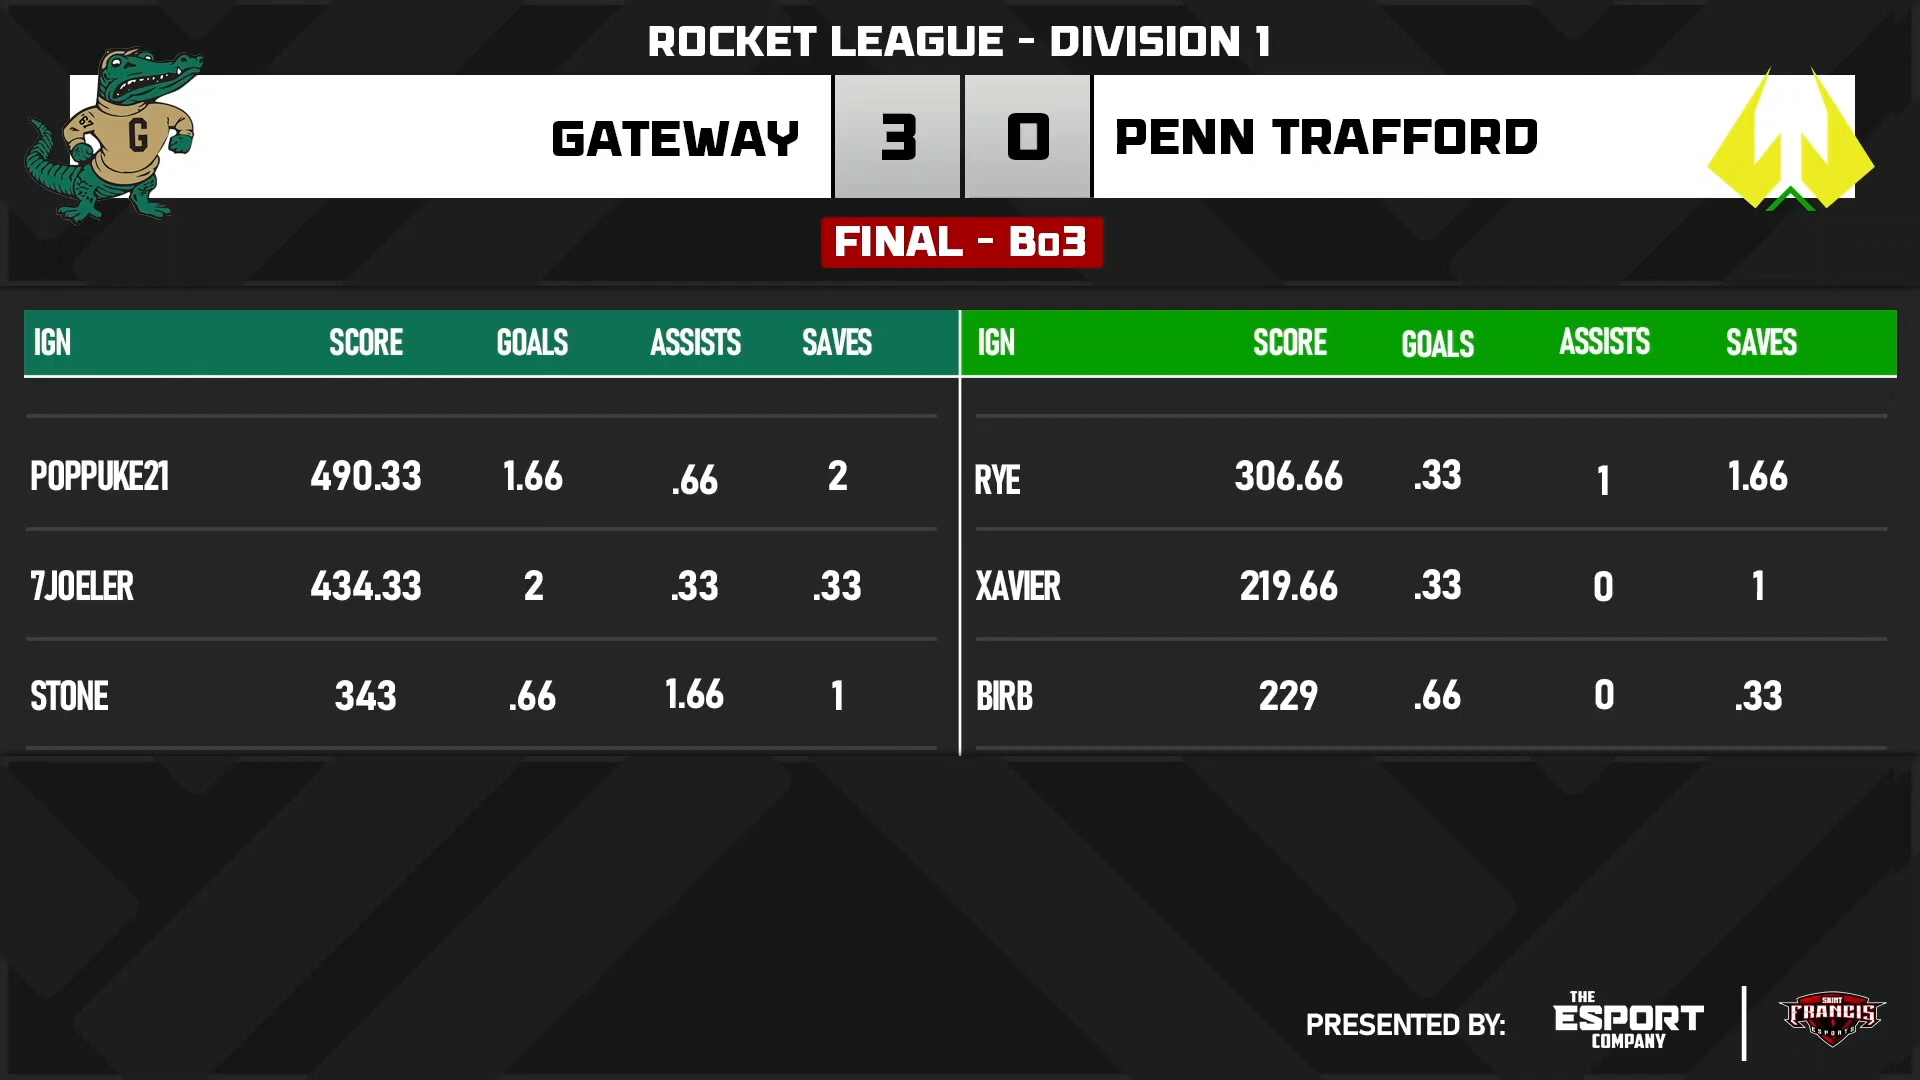 ROCKET LEAGUE - DIVISION 1
67
G
GATEWAY 3 0 PENN TRAFFORD
FINAL - Bo3
IGN SCORE GOALS ASSISTS SAVES IGN SCORE GOALS ASSISTS SAVES
POPPUKE21 490.33 1.66 .66 2 RYE 306.66 .33 1 1.66
7JOELER 434.33 2 .33 .33 XAVIER 219.66 .33 0 1
STONE 343 .66 1.66 1 BIRB 229 .66 0 .33
PRESENTED BY:
THE
ESPORT
COMPANY
SAINT
FRANCIS
ESPORTS